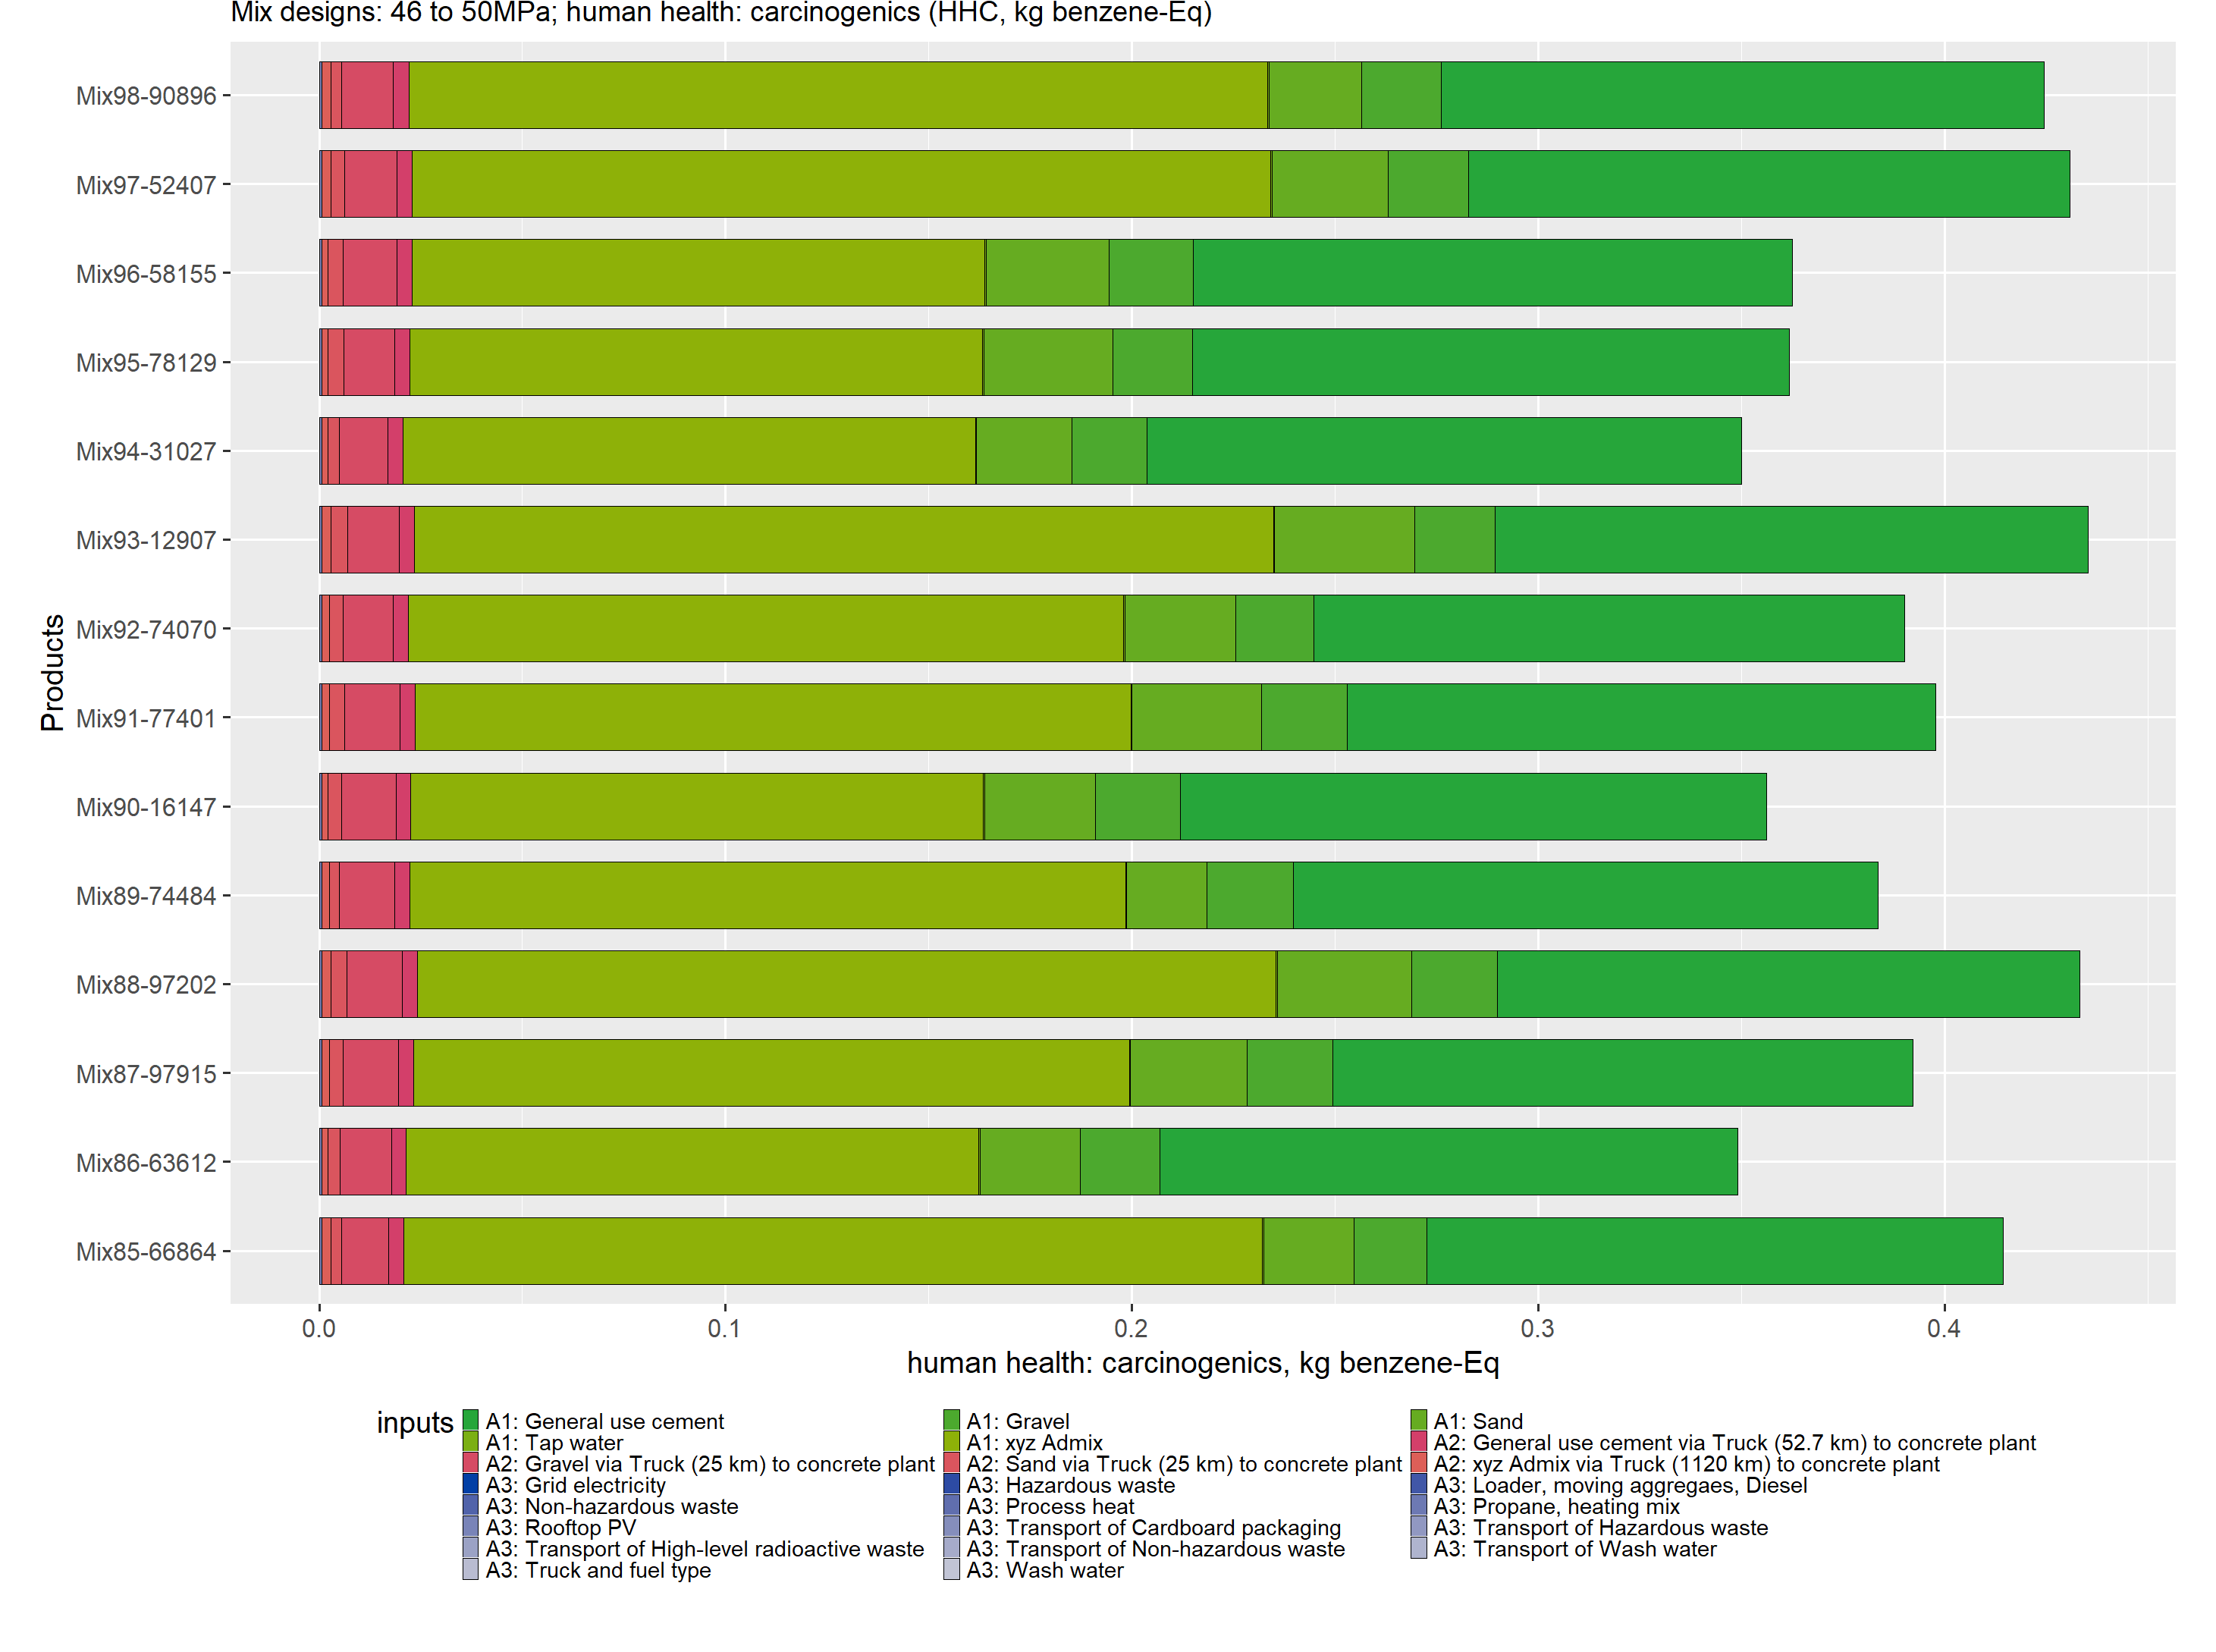 Mix designs: 46 to 50MPa; human health: carcinogenics (HHC, kg benzene-Eq)
Products
Mix98-90896
Mix97-52407
Mix96-58155
Mix95-78129
Mix94-31027
Mix93-12907
Mix92-74070
Mix91-77401
Mix90-16147
Mix89-74484
Mix88-97202
Mix87-97915
Mix86-63612
Mix85-66864
0.0 0.1 0.2 0.3 0.4
human health: carcinogenics, kg benzene-Eq
inputs A1: General use cement A1: Gravel A1: Sand
A1: Tap water A1: xyz Admix A2: General use cement via Truck (52.7 km) to concrete plant
A2: Gravel via Truck (25 km) to concrete plant A2: Sand via Truck (25 km) to concrete plant A2: xyz Admix via Truck (1120 km) to concrete plant
A3: Grid electricity A3: Hazardous waste A3: Loader, moving aggregaes, Diesel
A3: Non-hazardous waste A3: Process heat A3: Propane, heating mix
A3: Rooftop PV A3: Transport of Cardboard packaging A3: Transport of Hazardous waste
A3: Transport of High-level radioactive waste A3: Transport of Non-hazardous waste A3: Transport of Wash water
A3: Truck and fuel type A3: Wash water